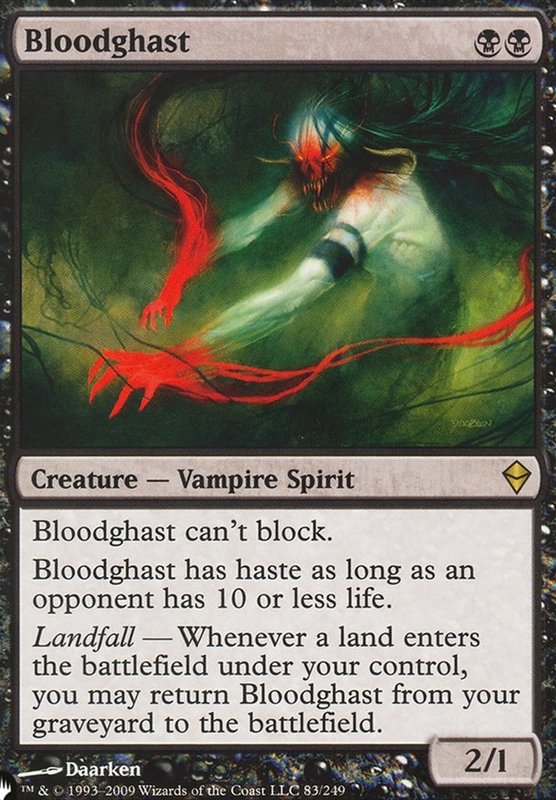 Bloodghast
DAARKEN
Creature — Vampire Spirit
Bloodghast can't block.
Bloodghast has haste as long as an
opponent has 10 or less life.
Landfall — Whenever a land enters
the battlefield under your control,
you may return Bloodghast from your
graveyard to the battlefield.
Daarken
2/1
™ & © 1993–2009 Wizards of the Coast LLC 83/249